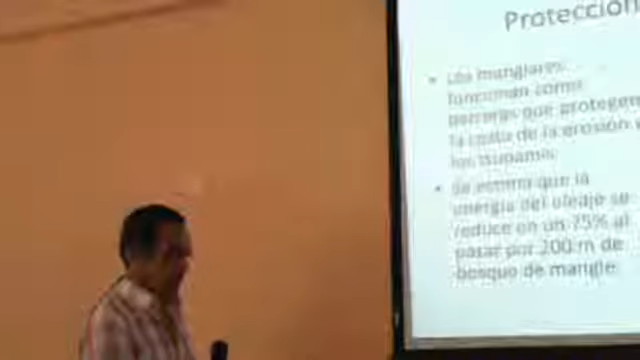 Protección
• Los manglares
funcionan como
barreras que protegen
la costa de la erosión y
los tsunamis.
• Se estima que la
energía del oleaje se
reduce en un 75% al
pasar por 200 m de
bosque de mangle.